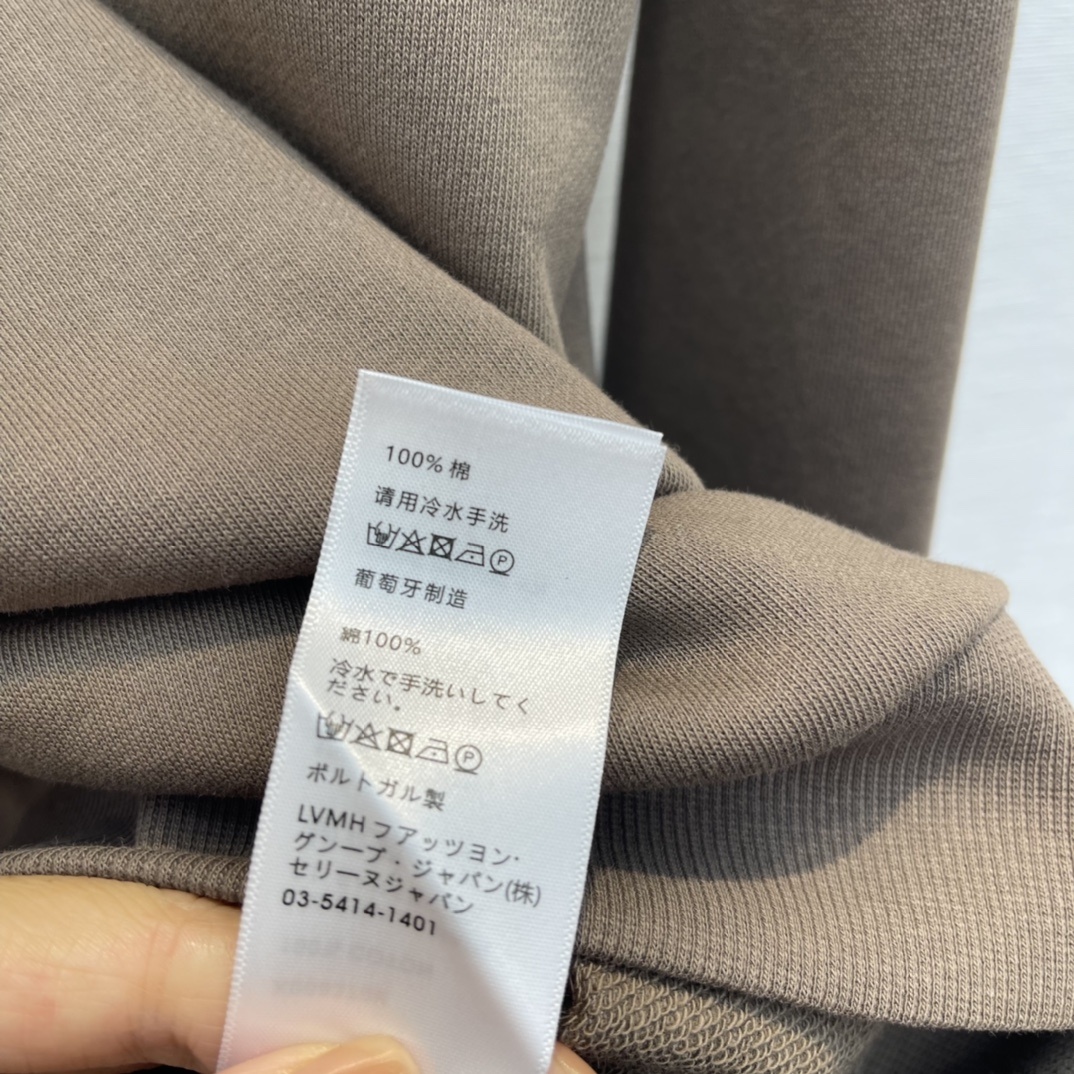 100% 棉
请用冷水手洗
P
葡萄牙制造
綿100%
冷水で手洗いしてく
ださい。
P
ポルトガル製
LVMH フアッツヨン·
グンープ・ジャパン(株)
セリーヌジャパン
03-5414-1401